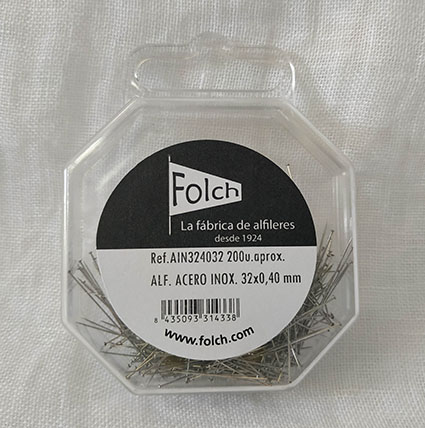 Folch
La fábrica de alfileres
desde 1924
Ref.AIN324032 200u.aprox.
ALF. ACERO INOX. 32x0,40 mm
8 435093 314338
www.folch.com